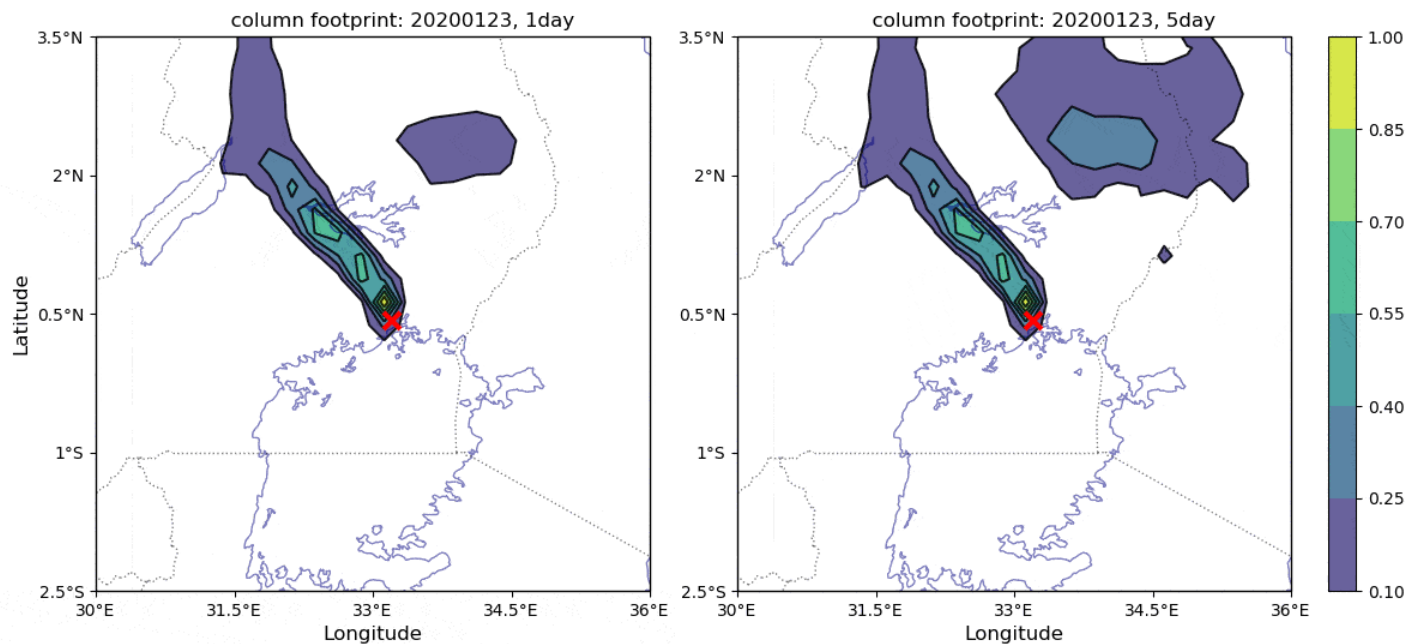 column footprint: 20200123, 1day
3.5°N
2°N
0.5°N
1°S
2.5°S
Latitude
30°E 31.5°E 33°E 34.5°E 36°E
Longitude
column footprint: 20200123, 5day
3.5°N
2°N
0.5°N
1°S
2.5°S
30°E 31.5°E 33°E 34.5°E 36°E
Longitude
1.00
0.85
0.70
0.55
0.40
0.25
0.10